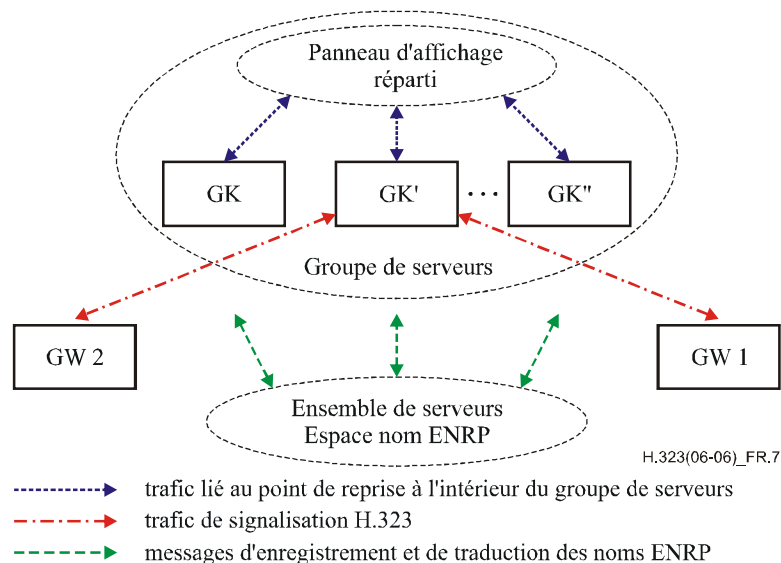 Panneau d'affichage
réparti
GK
GK'
...
GK"
Groupe de serveurs
GW 2
GW 1
Ensemble de serveurs
Espace nom ENRP
H.323(06-06)_FR.7
trafic lié au point de reprise à l'intérieur du groupe de serveurs
trafic de signalisation H.323
messages d'enregistrement et de traduction des noms ENRP